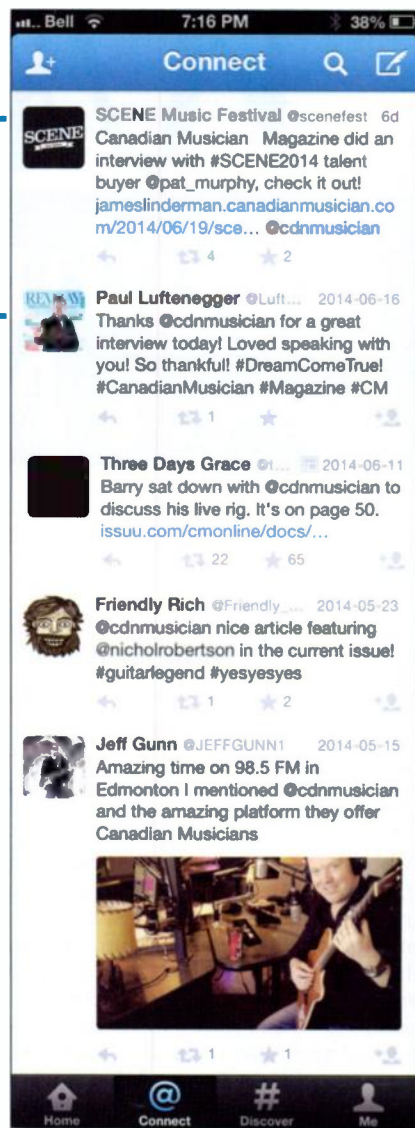 Bell 7:16 PM 38%
Connect
SCENE
SCENE Music Festival @scenefest 6d
Canadian Musician Magazine did an
interview with #SCENE2014 talent
buyer @pat_murphy, check it out!
jameslinderman.canadianmusician.co
m/2014/06/19/sce... @cdnmusician
4 2
Paul Luftenegger @Luft... 2014-06-16
Thanks @cdnmusician for a great
interview today! Loved speaking with
you! So thankful! #DreamComeTrue!
#CanadianMusician #Magazine #CM
1
Three Days Grace @t... 2014-06-11
Barry sat down with @cdnmusician to
discuss his live rig. It's on page 50.
issuu.com/cmonline/docs/...
22 65
Friendly Rich @Friendly_... 2014-05-23
@cdnmusician nice article featuring
@nicholrobertson in the current issue!
#guitarlegend #yesyesyes
1 2
Jeff Gunn @JEFFGUNN1 2014-05-15
Amazing time on 98.5 FM in
Edmonton I mentioned @cdnmusician
and the amazing platform they offer
Canadian Musicians
1 1
Home Connect Discover Me